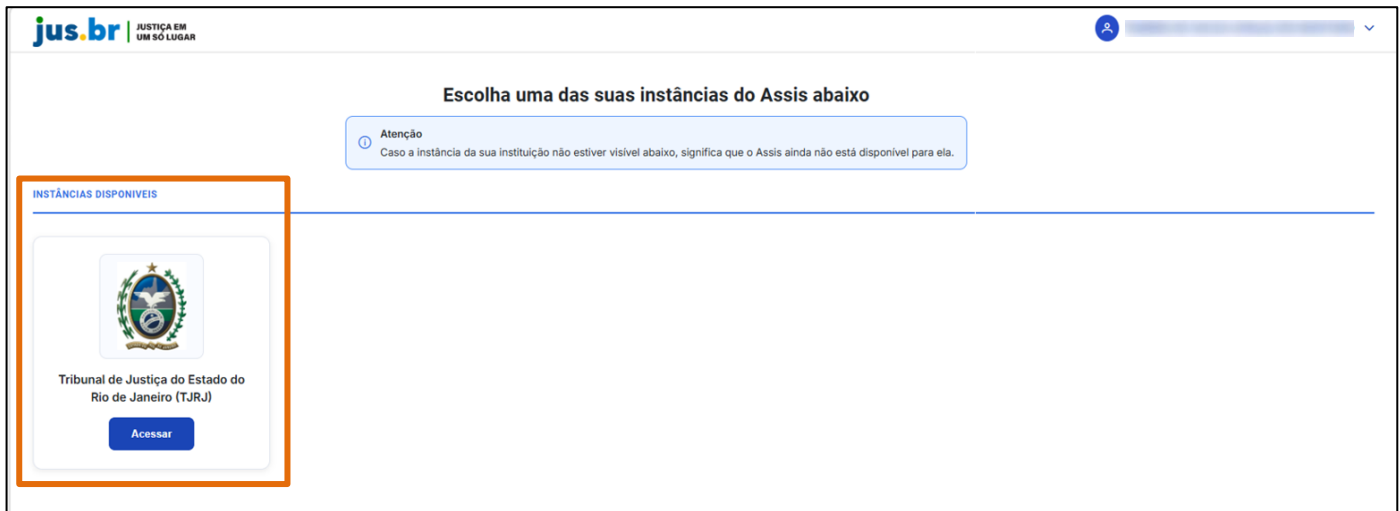 jus.br | JUSTIÇA EM
UM SÓ LUGAR
Escolha uma das suas instâncias do Assis abaixo
Atenção
Caso a instância da sua instituição não estiver visível abaixo, significa que o Assis ainda não está disponível para ela.
INSTÂNCIAS DISPONIVEIS
Tribunal de Justiça do Estado do
Rio de Janeiro (TJRJ)
Acessar